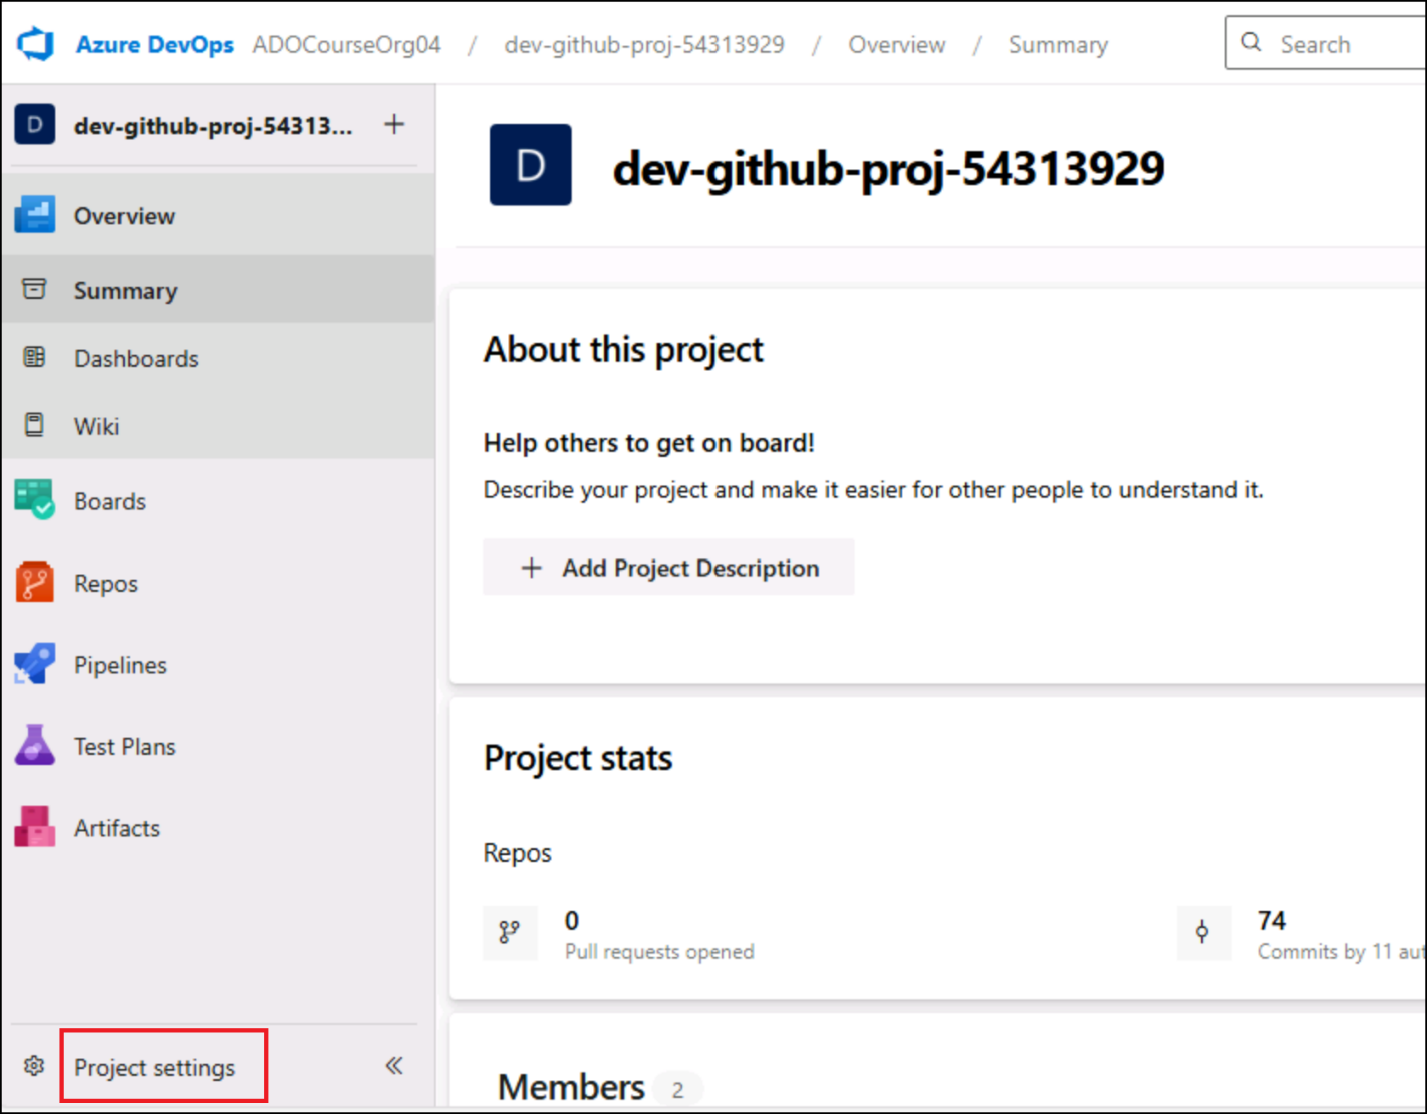 Azure DevOps ADOCourseOrg04 / dev-github-proj-54313929 / Overview / Summary Search
D dev-github-proj-54313... +
Overview
Summary
Dashboards
Wiki
Boards
Repos
Pipelines
Test Plans
Artifacts
Project settings
D dev-github-proj-54313929
About this project
Help others to get on board!
Describe your project and make it easier for other people to understand it.
+ Add Project Description
Project stats
Repos
0
Pull requests opened
74
Commits by 11 aut
Members 2